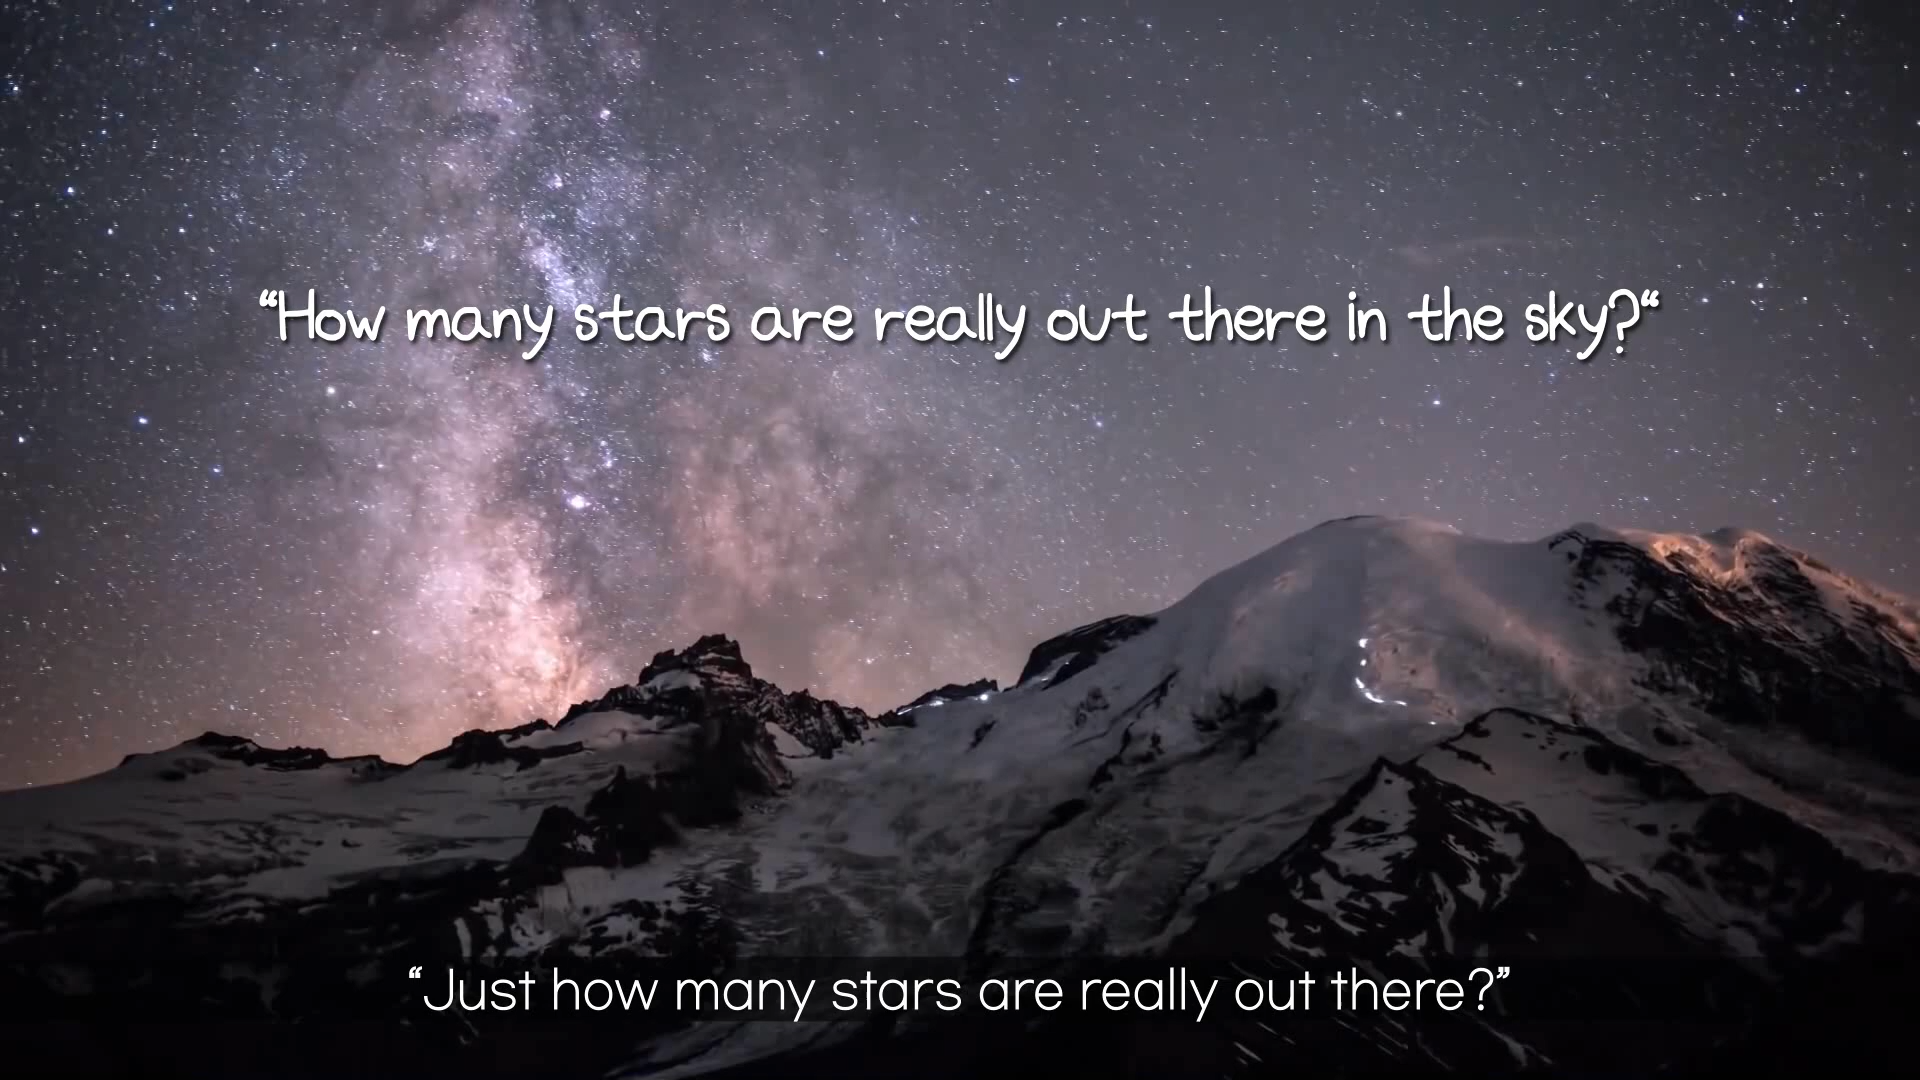 “How many stars are really out there in the sky?“
“Just how many stars are really out there?”